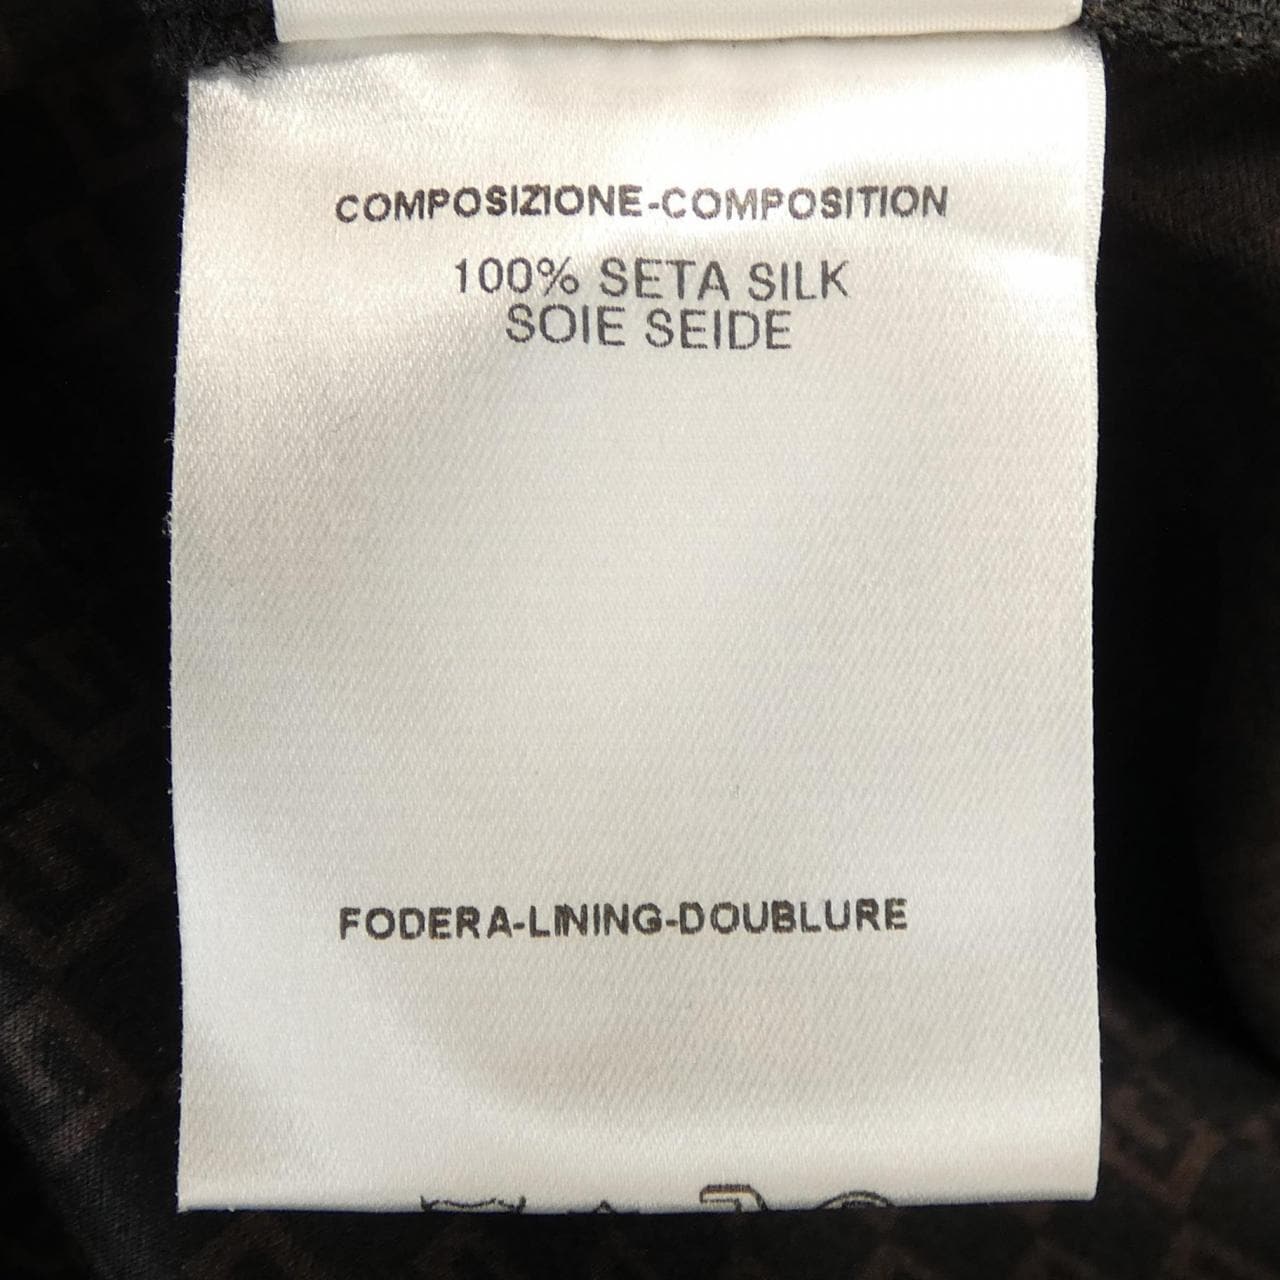 COMPOSIZIONE-COMPOSITION
100% SETA SILK
SOIE SEIDE
FODERA-LINING-DOUBLURE